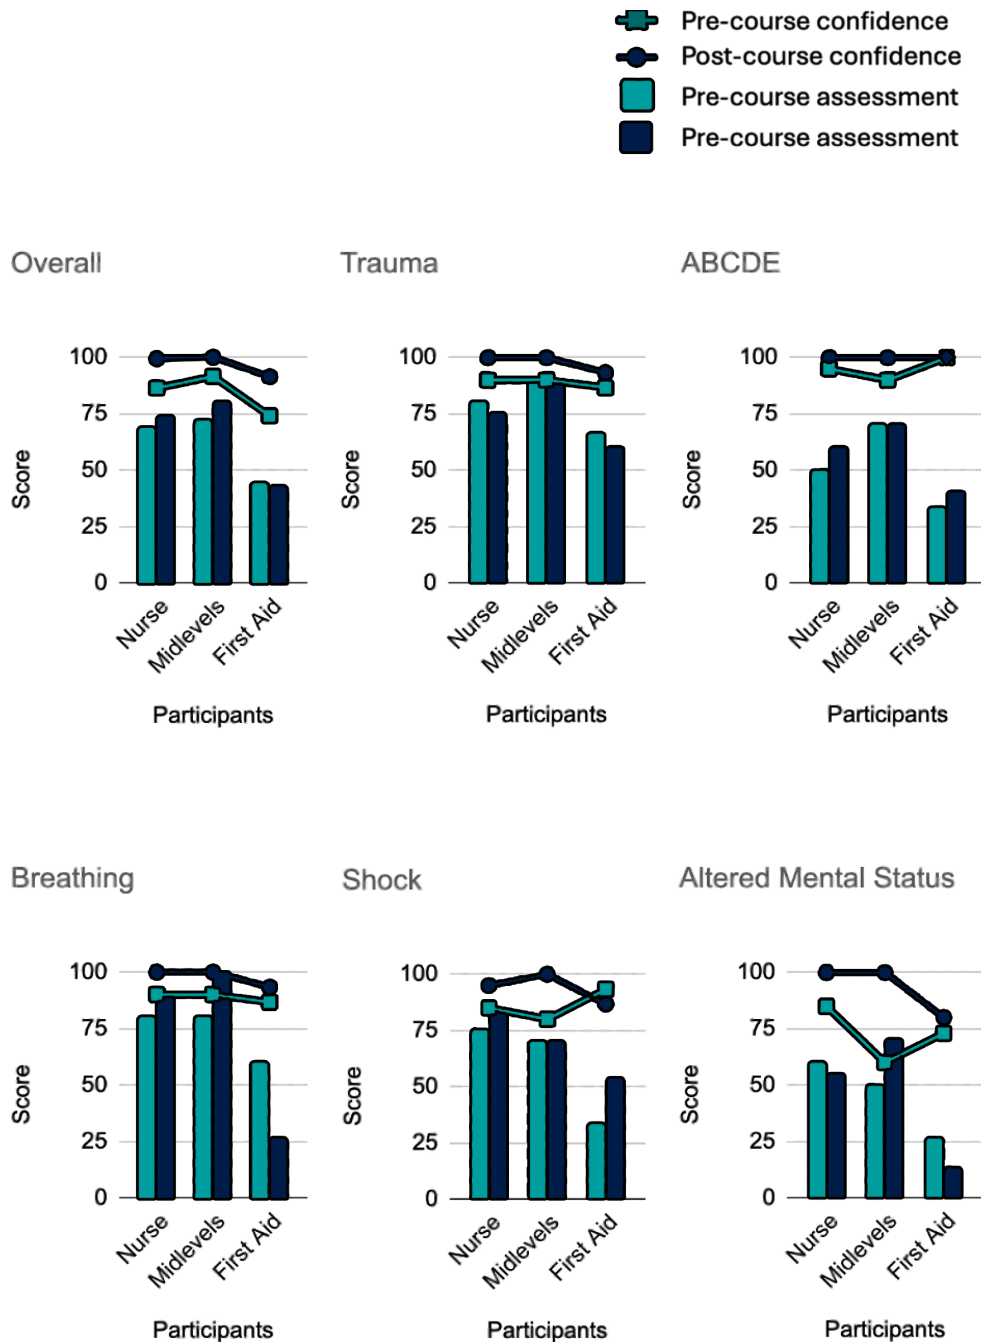 Pre-course confidence
Post-course confidence
Pre-course assessment
Pre-course assessment
Overall
Trauma
ABCDE
100
75
50
25
0
Score
Nurse
Midlevels
First Aid
Participants
100
75
50
25
0
Score
Nurse
Midlevels
First Aid
Participants
100
75
50
25
0
Score
Nurse
Midlevels
First Aid
Participants
Breathing
Shock
Altered Mental Status
100
75
50
25
0
Score
Nurse
Midlevels
First Aid
Participants
100
75
50
25
0
Score
Nurse
Midlevels
First Aid
Participants
100
75
50
25
0
Score
Nurse
Midlevels
First Aid
Participants